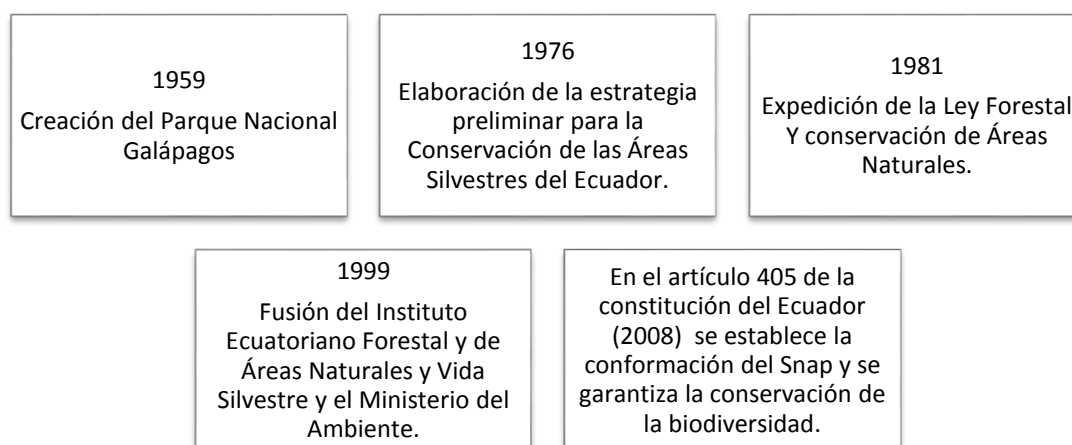 1959
Creación del Parque Nacional
Galápagos
1976
Elaboración de la estrategia
preliminar para la
Conservación de las Áreas
Silvestres del Ecuador.
1981
Expedición de la Ley Forestal
Y conservación de Áreas
Naturales.
1999
Fusión del Instituto
Ecuatoriano Forestal y de
Áreas Naturales y Vida
Silvestre y el Ministerio del
Ambiente.
En el artículo 405 de la
constitución del Ecuador
(2008) se establece la
conformación del Snap y se
garantiza la conservación de
la biodiversidad.